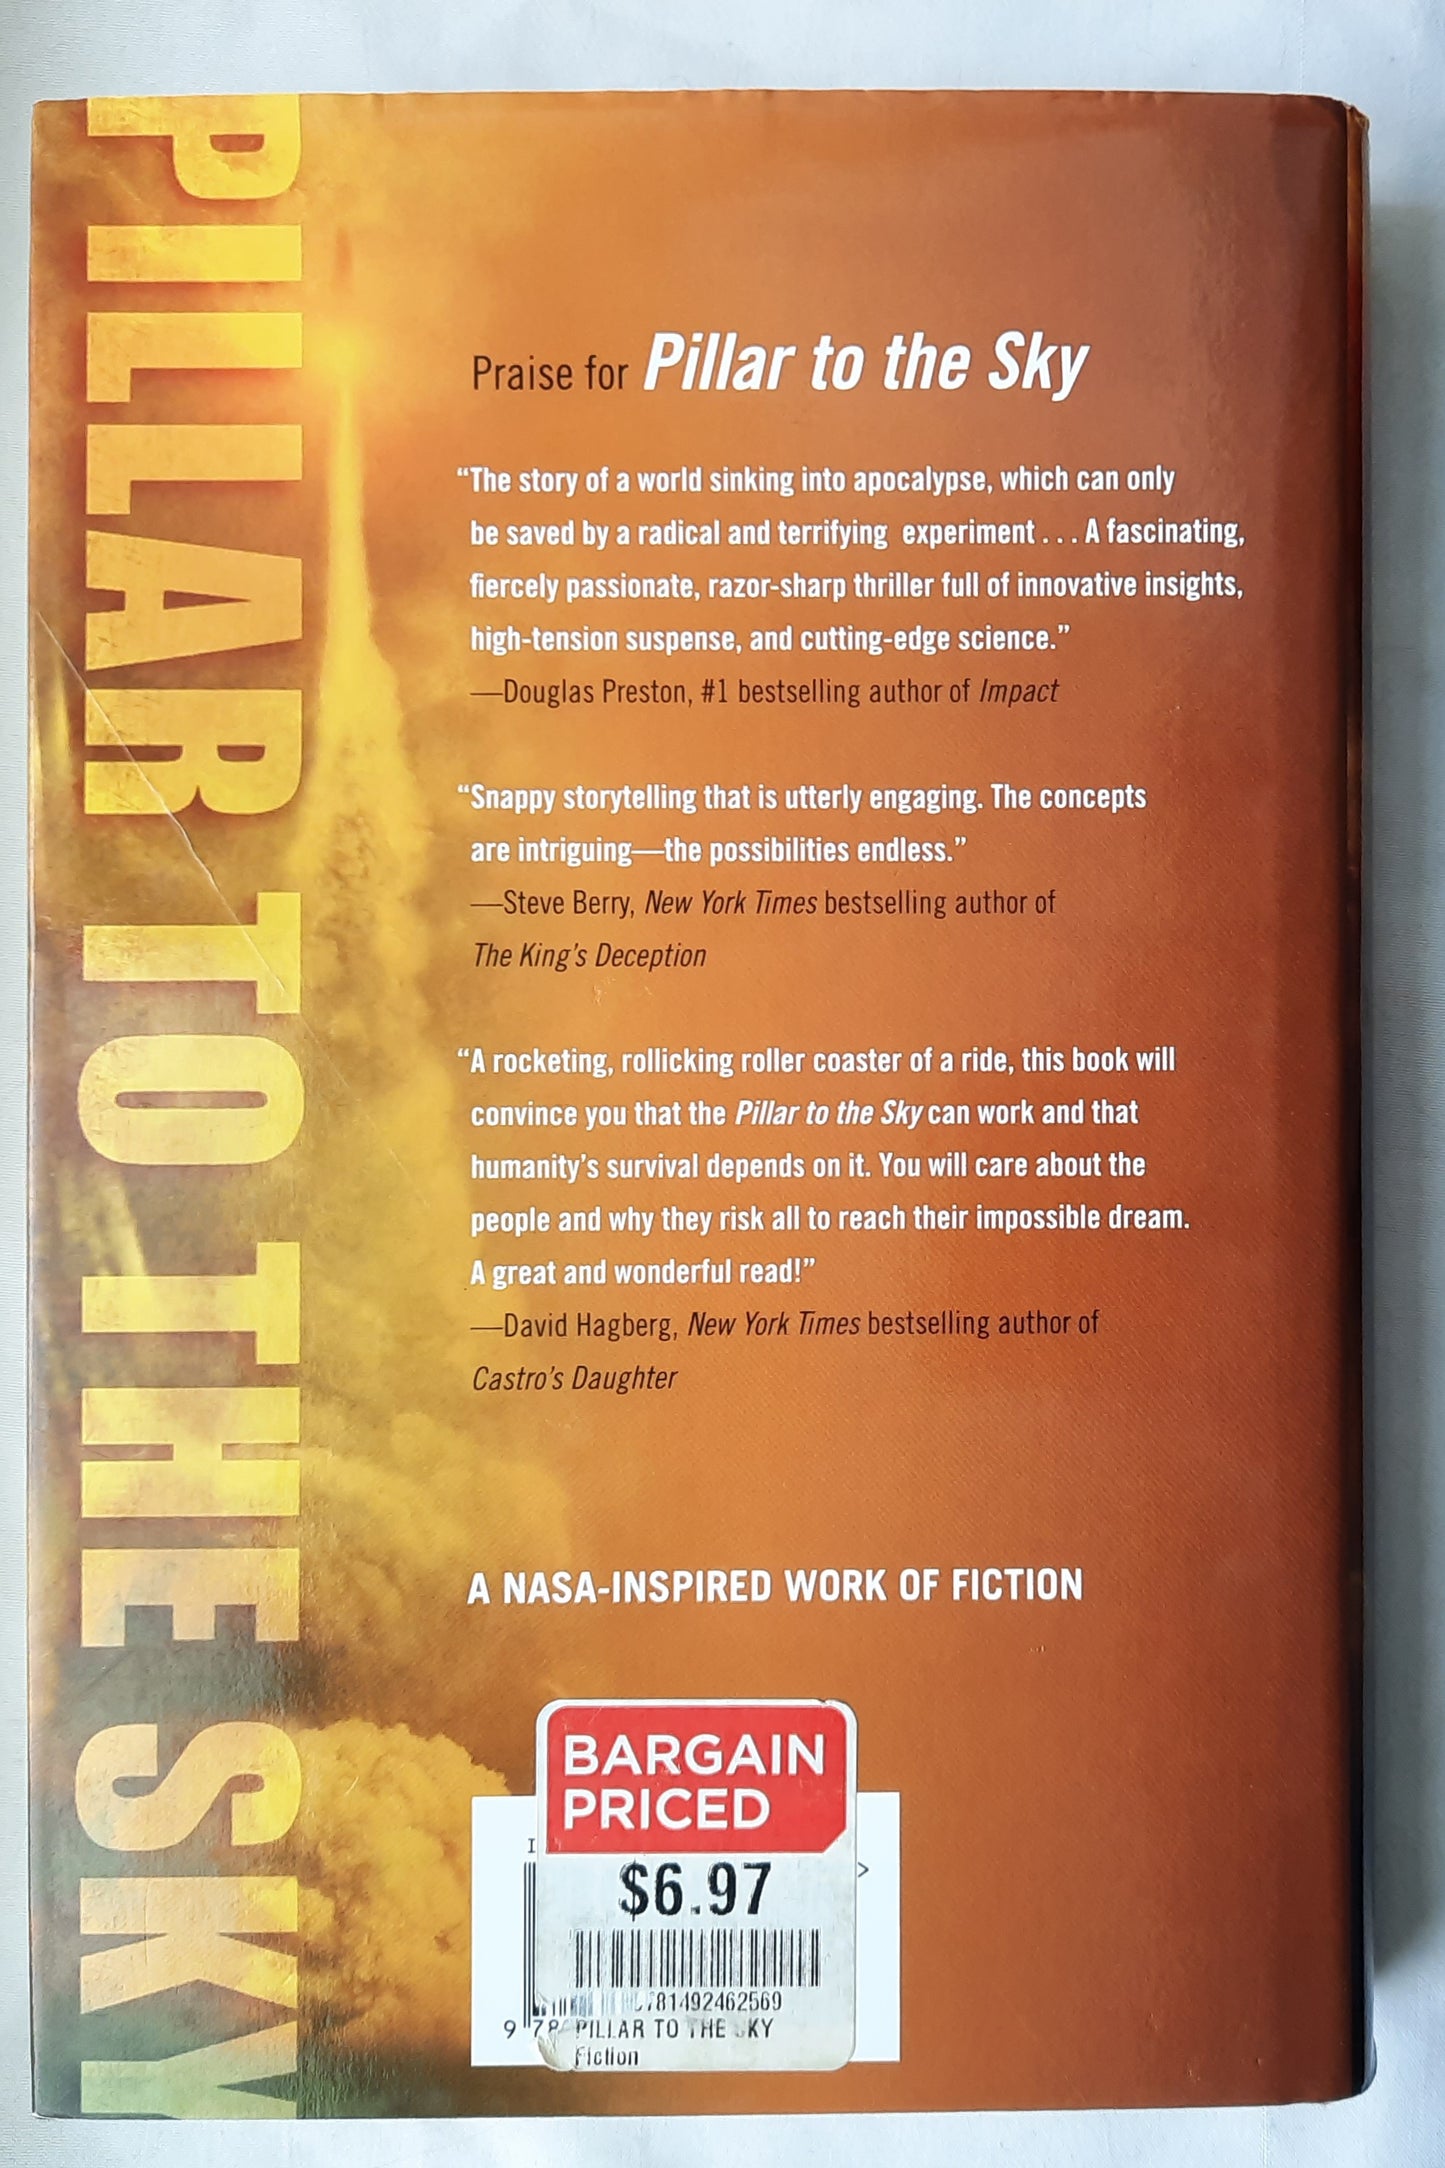 PILLAR TO THE SKY
Praise for Pillar to the Sky
“The story of a world sinking into apocalypse, which can only
be saved by a radical and terrifying experiment . . . A fascinating,
fiercely passionate, razor-sharp thriller full of innovative insights,
high-tension suspense, and cutting-edge science.”
—Douglas Preston, #1 bestselling author of Impact
“Snappy storytelling that is utterly engaging. The concepts
are intriguing—the possibilities endless.”
—Steve Berry, New York Times bestselling author of
The King’s Deception
“A rocketing, rollicking roller coaster of a ride, this book will
convince you that the Pillar to the Sky can work and that
humanity’s survival depends on it. You will care about the
people and why they risk all to reach their impossible dream.
A great and wonderful read!”
—David Hagberg, New York Times bestselling author of
Castro’s Daughter
A NASA-INSPIRED WORK OF FICTION
BARGAIN
PRICED
$6.97
781492462569
9 78
PILLAR TO THE KY
Fiction